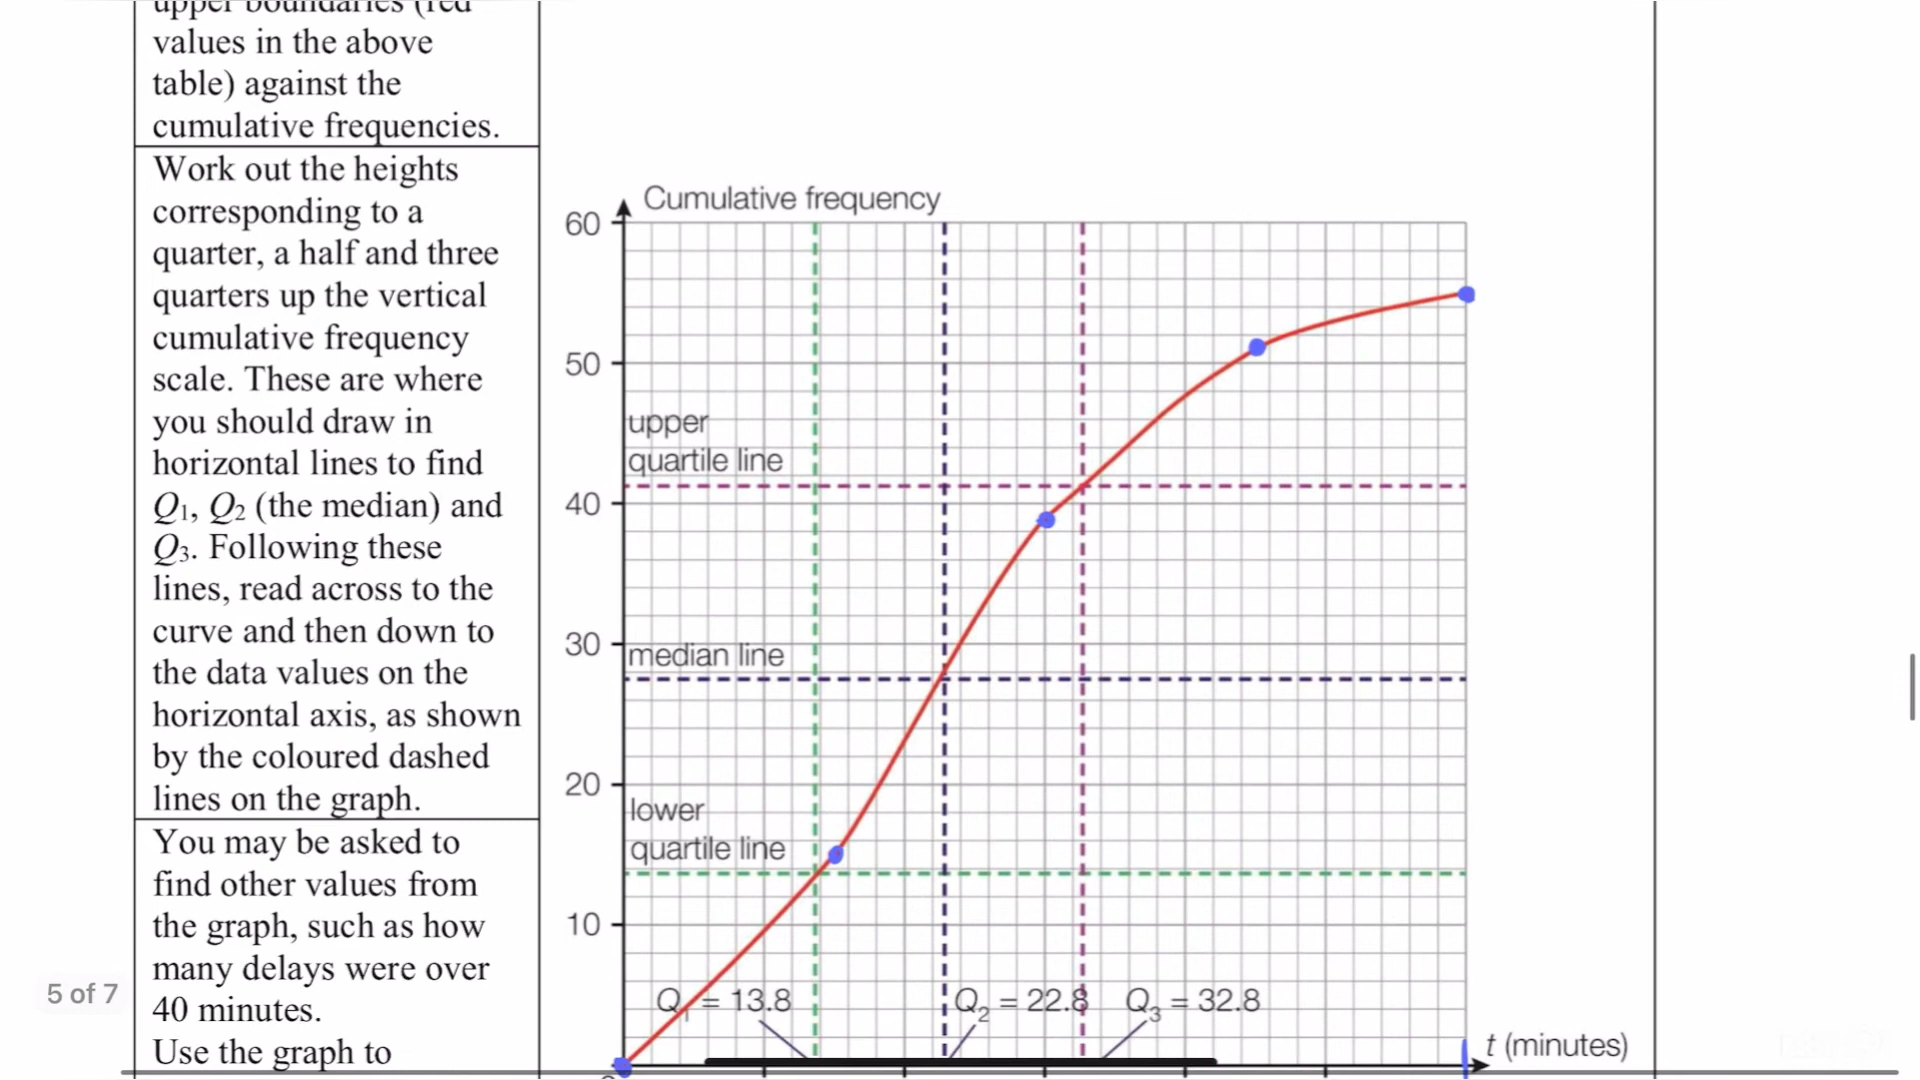 upper boundaries (red
values in the above
table) against the
cumulative frequencies.
Work out the heights
corresponding to a
quarter, a half and three
quarters up the vertical
cumulative frequency
scale. These are where
you should draw in
horizontal lines to find
Q1, Q2 (the median) and
Q3. Following these
lines, read across to the
curve and then down to
the data values on the
horizontal axis, as shown
by the coloured dashed
lines on the graph.
You may be asked to
find other values from
the graph, such as how
many delays were over
40 minutes.
Use the graph to
5 of 7
Cumulative frequency
60
50
upper
quartile line
40
30
median line
20
lower
quartile line
10
Q1 = 13.8
Q2 = 22.8
Q3 = 32.8
t (minutes)